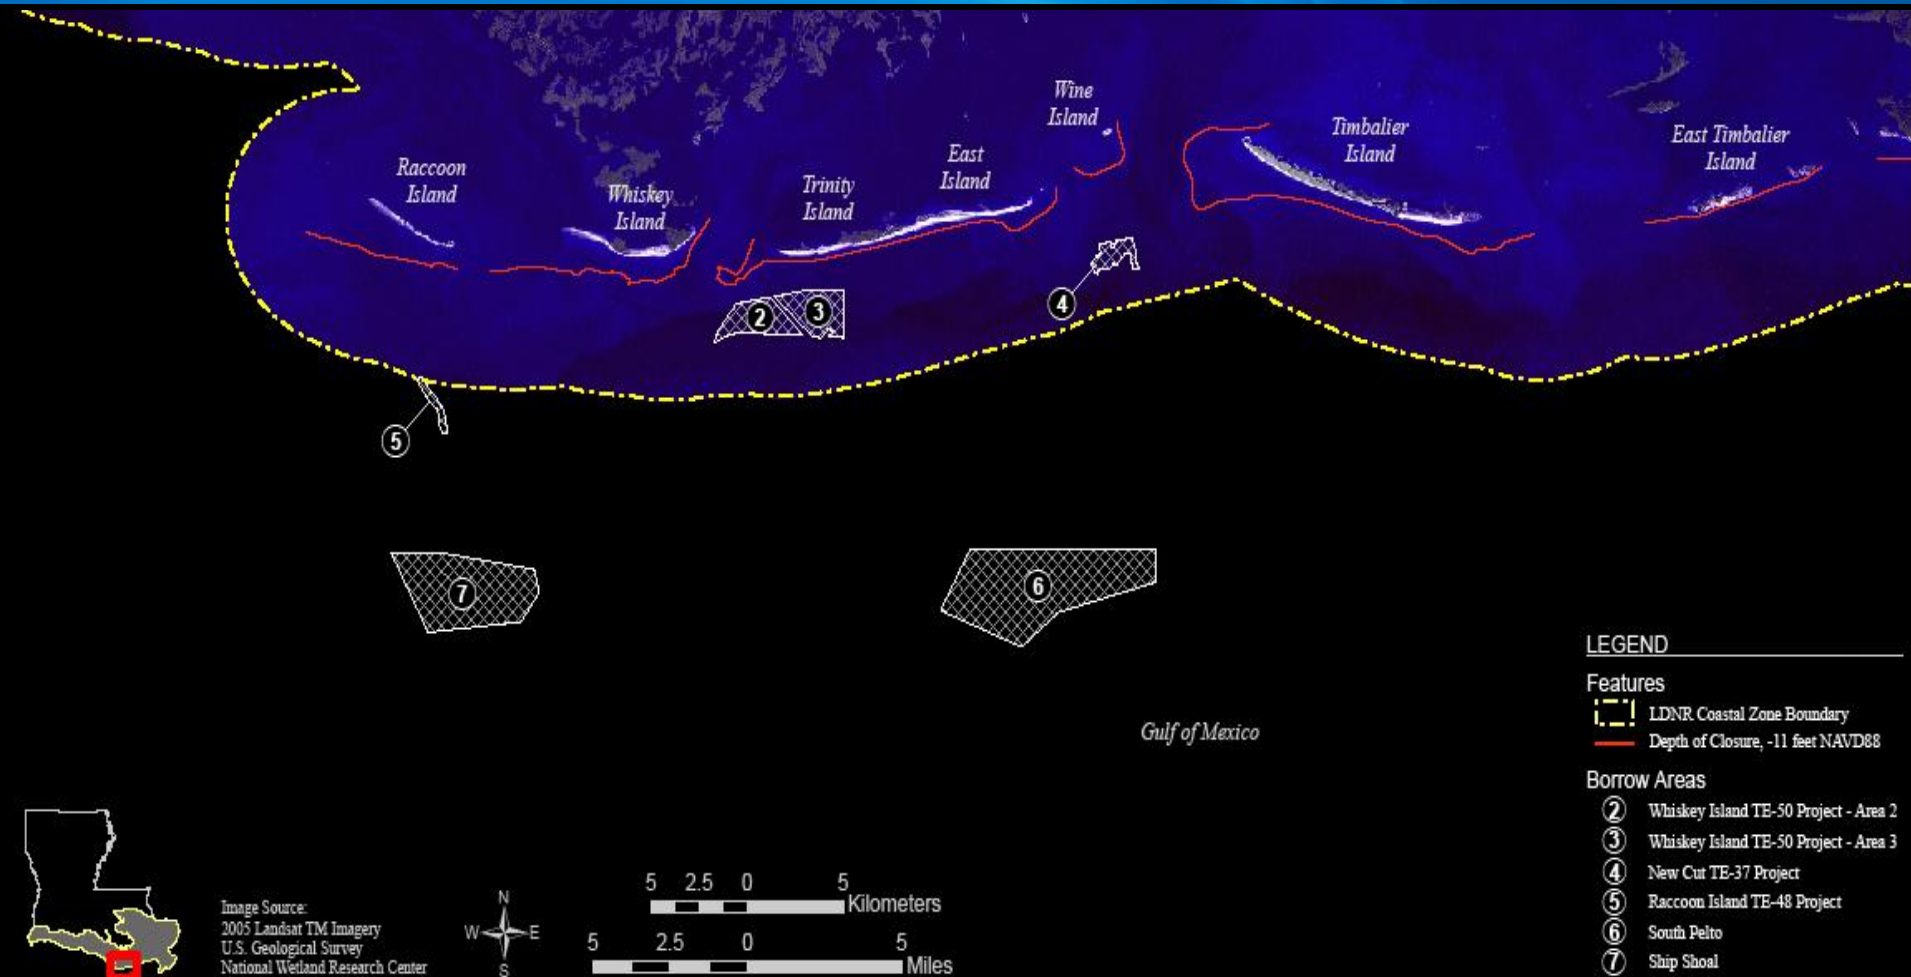 Wine
Island
Timbalier
Island
East Timbalier
Island
East
Island
Raccoon
Island
Trinity
Island
Whiskey
Island
4
2
3
5
7
6
Gulf of Mexico
LEGEND
Features
LDNR Coastal Zone Boundary
Depth of Closure, -11 feet NAVD88
Borrow Areas
2 Whiskey Island TE-50 Project - Area 2
3 Whiskey Island TE-50 Project - Area 3
4 New Cut TE-37 Project
5 Raccoon Island TE-48 Project
6 South Pelto
7 Ship Shoal
Image Source:
2005 Landsat TM Imagery
U.S. Geological Survey
National Wetland Research Center
N
W E
S
5 2.5 0 5
Kilometers
5 2.5 0 5
Miles